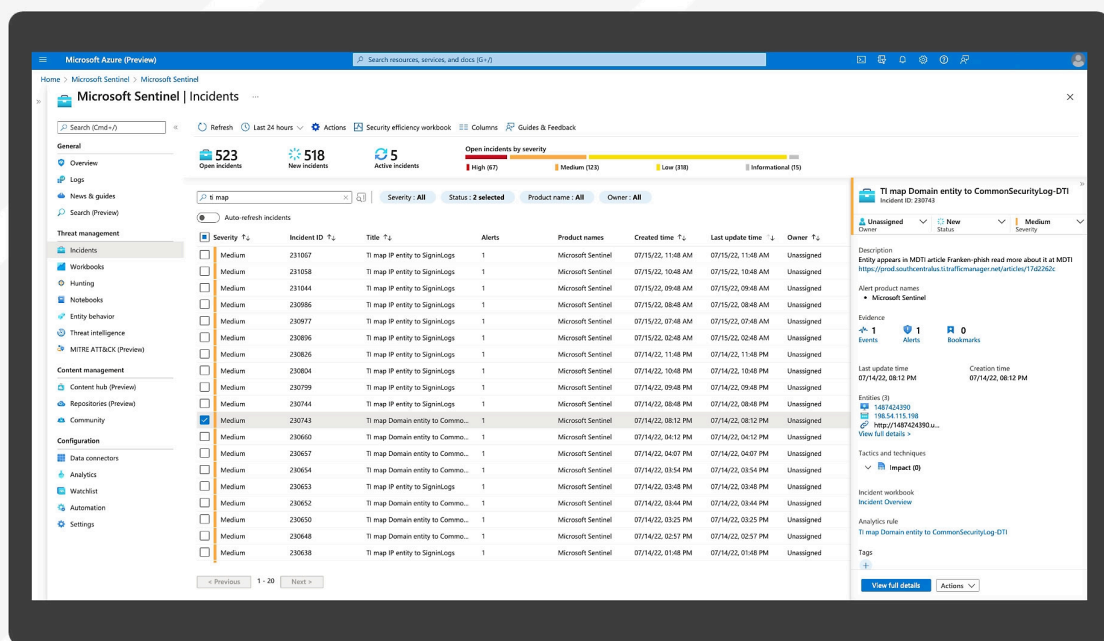 Microsoft Azure (Preview)
Search resources, services, and docs (G+/)
Home > Microsoft Sentinel > Microsoft Sentinel
Microsoft Sentinel | Incidents ...
Search (Cmd+/)
General
Overview
Logs
News & guides
Search (Preview)
Threat management
Incidents
Workbooks
Hunting
Notebooks
Entity behavior
Threat intelligence
MITRE ATT&CK (Preview)
Content management
Content hub (Preview)
Repositories (Preview)
Community
Configuration
Data connectors
Analytics
Watchlist
Automation
Settings
Refresh Last 24 hours Actions Security efficiency workbook Columns Guides & Feedback
523 518 5
Open incidents New incidents Active incidents
Open incidents by severity
High (67) Medium (123) Low (318) Informational (15)
ti map Severity : All Status : 2 selected Product name : All Owner : All
Auto-refresh incidents
Severity Incident ID Title Alerts Product names Created time Last update time Owner
Medium 231067 TI map IP entity to SigninLogs 1 Microsoft Sentinel 07/15/22, 11:48 AM 07/15/22, 11:48 AM Unassigned
Medium 231058 TI map IP entity to SigninLogs 1 Microsoft Sentinel 07/15/22, 10:48 AM 07/15/22, 10:48 AM Unassigned
Medium 231044 TI map IP entity to SigninLogs 1 Microsoft Sentinel 07/15/22, 09:48 AM 07/15/22, 09:48 AM Unassigned
Medium 230986 TI map IP entity to SigninLogs 1 Microsoft Sentinel 07/15/22, 08:48 AM 07/15/22, 08:48 AM Unassigned
Medium 230977 TI map IP entity to SigninLogs 1 Microsoft Sentinel 07/15/22, 07:48 AM 07/15/22, 07:48 AM Unassigned
Medium 230896 TI map IP entity to SigninLogs 1 Microsoft Sentinel 07/15/22, 02:48 AM 07/15/22, 02:48 AM Unassigned
Medium 230826 TI map IP entity to SigninLogs 1 Microsoft Sentinel 07/14/22, 11:48 PM 07/14/22, 11:48 PM Unassigned
Medium 230804 TI map IP entity to SigninLogs 1 Microsoft Sentinel 07/14/22, 10:48 PM 07/14/22, 10:48 PM Unassigned
Medium 230799 TI map IP entity to SigninLogs 1 Microsoft Sentinel 07/14/22, 09:48 PM 07/14/22, 09:48 PM Unassigned
Medium 230744 TI map IP entity to SigninLogs 1 Microsoft Sentinel 07/14/22, 08:48 PM 07/14/22, 08:48 PM Unassigned
Medium 230743 TI map Domain entity to Commo... 1 Microsoft Sentinel 07/14/22, 08:12 PM 07/14/22, 08:12 PM Unassigned
Medium 230660 TI map Domain entity to Commo... 1 Microsoft Sentinel 07/14/22, 04:12 PM 07/14/22, 04:12 PM Unassigned
Medium 230657 TI map Domain entity to Commo... 1 Microsoft Sentinel 07/14/22, 04:07 PM 07/14/22, 04:07 PM Unassigned
Medium 230654 TI map Domain entity to Commo... 1 Microsoft Sentinel 07/14/22, 03:54 PM 07/14/22, 03:54 PM Unassigned
Medium 230653 TI map IP entity to SigninLogs 1 Microsoft Sentinel 07/14/22, 03:48 PM 07/14/22, 03:48 PM Unassigned
Medium 230652 TI map Domain entity to Commo... 1 Microsoft Sentinel 07/14/22, 03:44 PM 07/14/22, 03:44 PM Unassigned
Medium 230650 TI map Domain entity to Commo... 1 Microsoft Sentinel 07/14/22, 03:25 PM 07/14/22, 03:25 PM Unassigned
Medium 230648 TI map Domain entity to Commo... 1 Microsoft Sentinel 07/14/22, 02:57 PM 07/14/22, 02:57 PM Unassigned
Medium 230638 TI map IP entity to SigninLogs 1 Microsoft Sentinel 07/14/22, 01:48 PM 07/14/22, 01:48 PM Unassigned
< Previous 1 - 20 Next >
TI map Domain entity to CommonSecurityLog-DTI
Incident ID: 230743
Unassigned New Medium
Owner Status Severity
Description
Entity appears in MDTI article Franken-phish read more about it at MDTI
https://prod.southcentralus.ti.trafficmanager.net/articles/17d2262c
Alert product names
• Microsoft Sentinel
Evidence
1 1 0
Events Alerts Bookmarks
Last update time Creation time
07/14/22, 08:12 PM 07/14/22, 08:12 PM
Entities (3)
1487424390
198.54.115.198
http://1487424390.u...
View full details >
Tactics and techniques
Impact (0)
Incident workbook
Incident Overview
Analytics rule
TI map Domain entity to CommonSecurityLog-DTI
Tags
+
View full details Actions